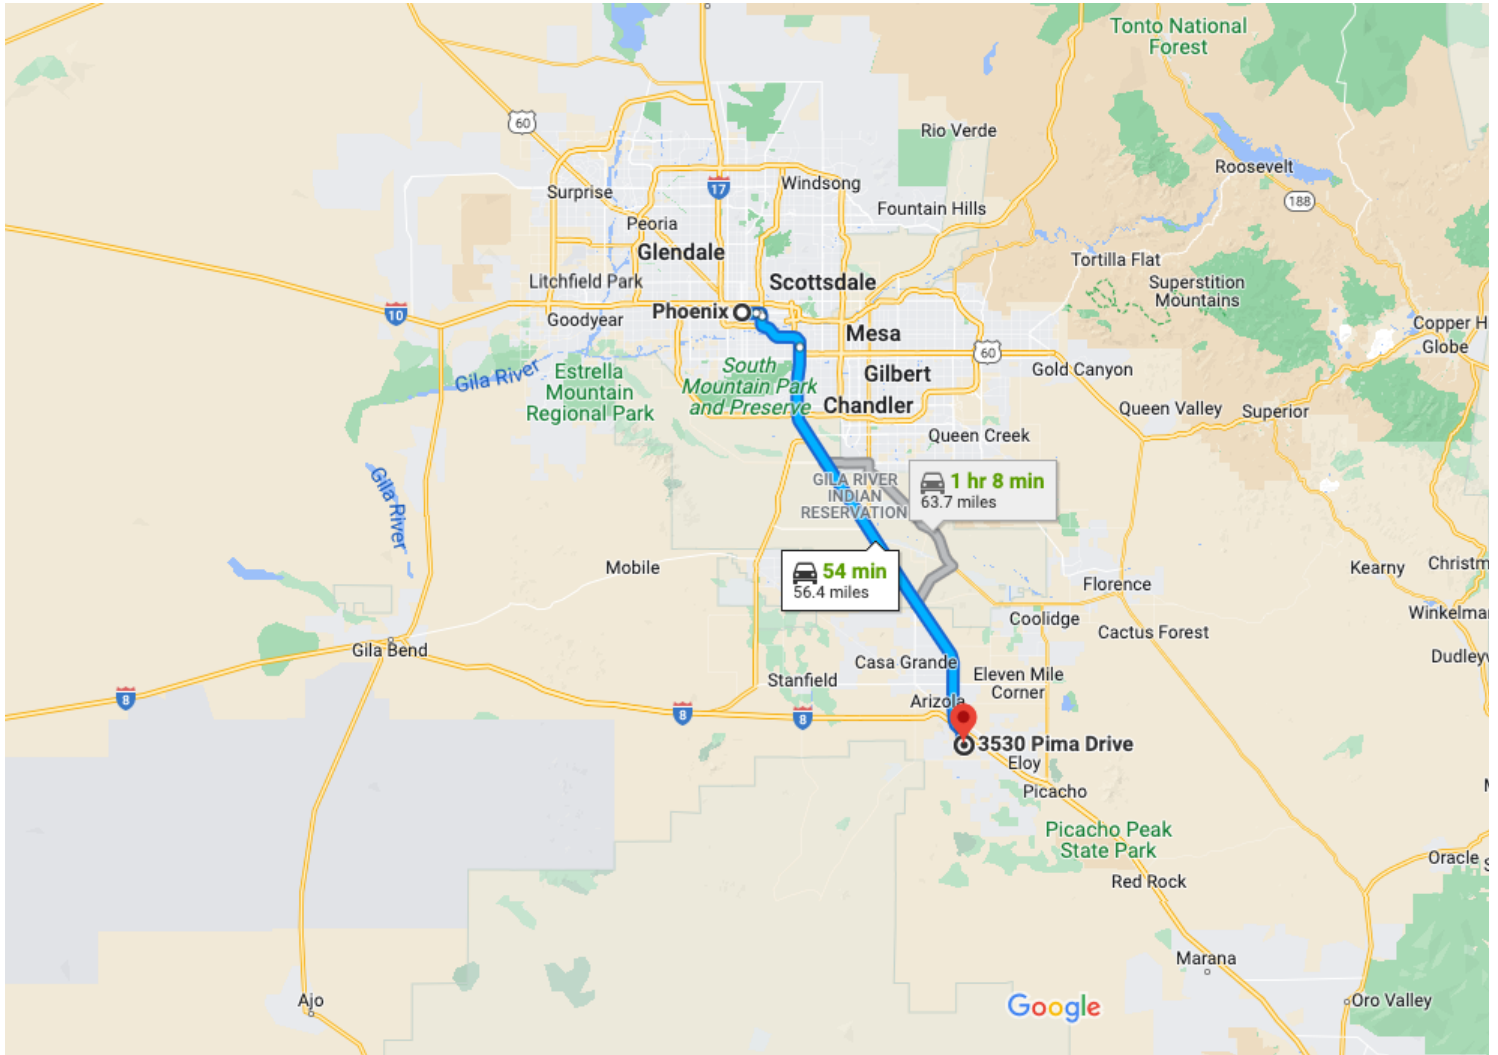 Tonto National
Forest
60
Rio Verde
Roosevelt
17
Windsong
Surprise
188
Fountain Hills
Peoria
Glendale
Tortilla Flat
Litchfield Park
Scottsdale
Superstition
Mountains
10
Phoenix
Goodyear
Copper H
Globe
Mesa
60
Gila River
Estrella
Mountain
Regional Park
South
Mountain Park
and Preserve
Gilbert
Gold Canyon
Chandler
Queen Valley
Superior
Queen Creek
Gila River
GILA RIVER
INDIAN
RESERVATION
1 hr 8 min
63.7 miles
54 min
56.4 miles
Mobile
Kearny
Christm
Florence
Winkelma
Coolidge
Cactus Forest
Gila Bend
Dudleyv
Casa Grande
Eleven Mile
Corner
Stanfield
Arizola
8
8
8
3530 Pima Drive
Eloy
Picacho
Picacho Peak
State Park
Oracle
Red Rock
Marana
Ajo
Google
Oro Valley